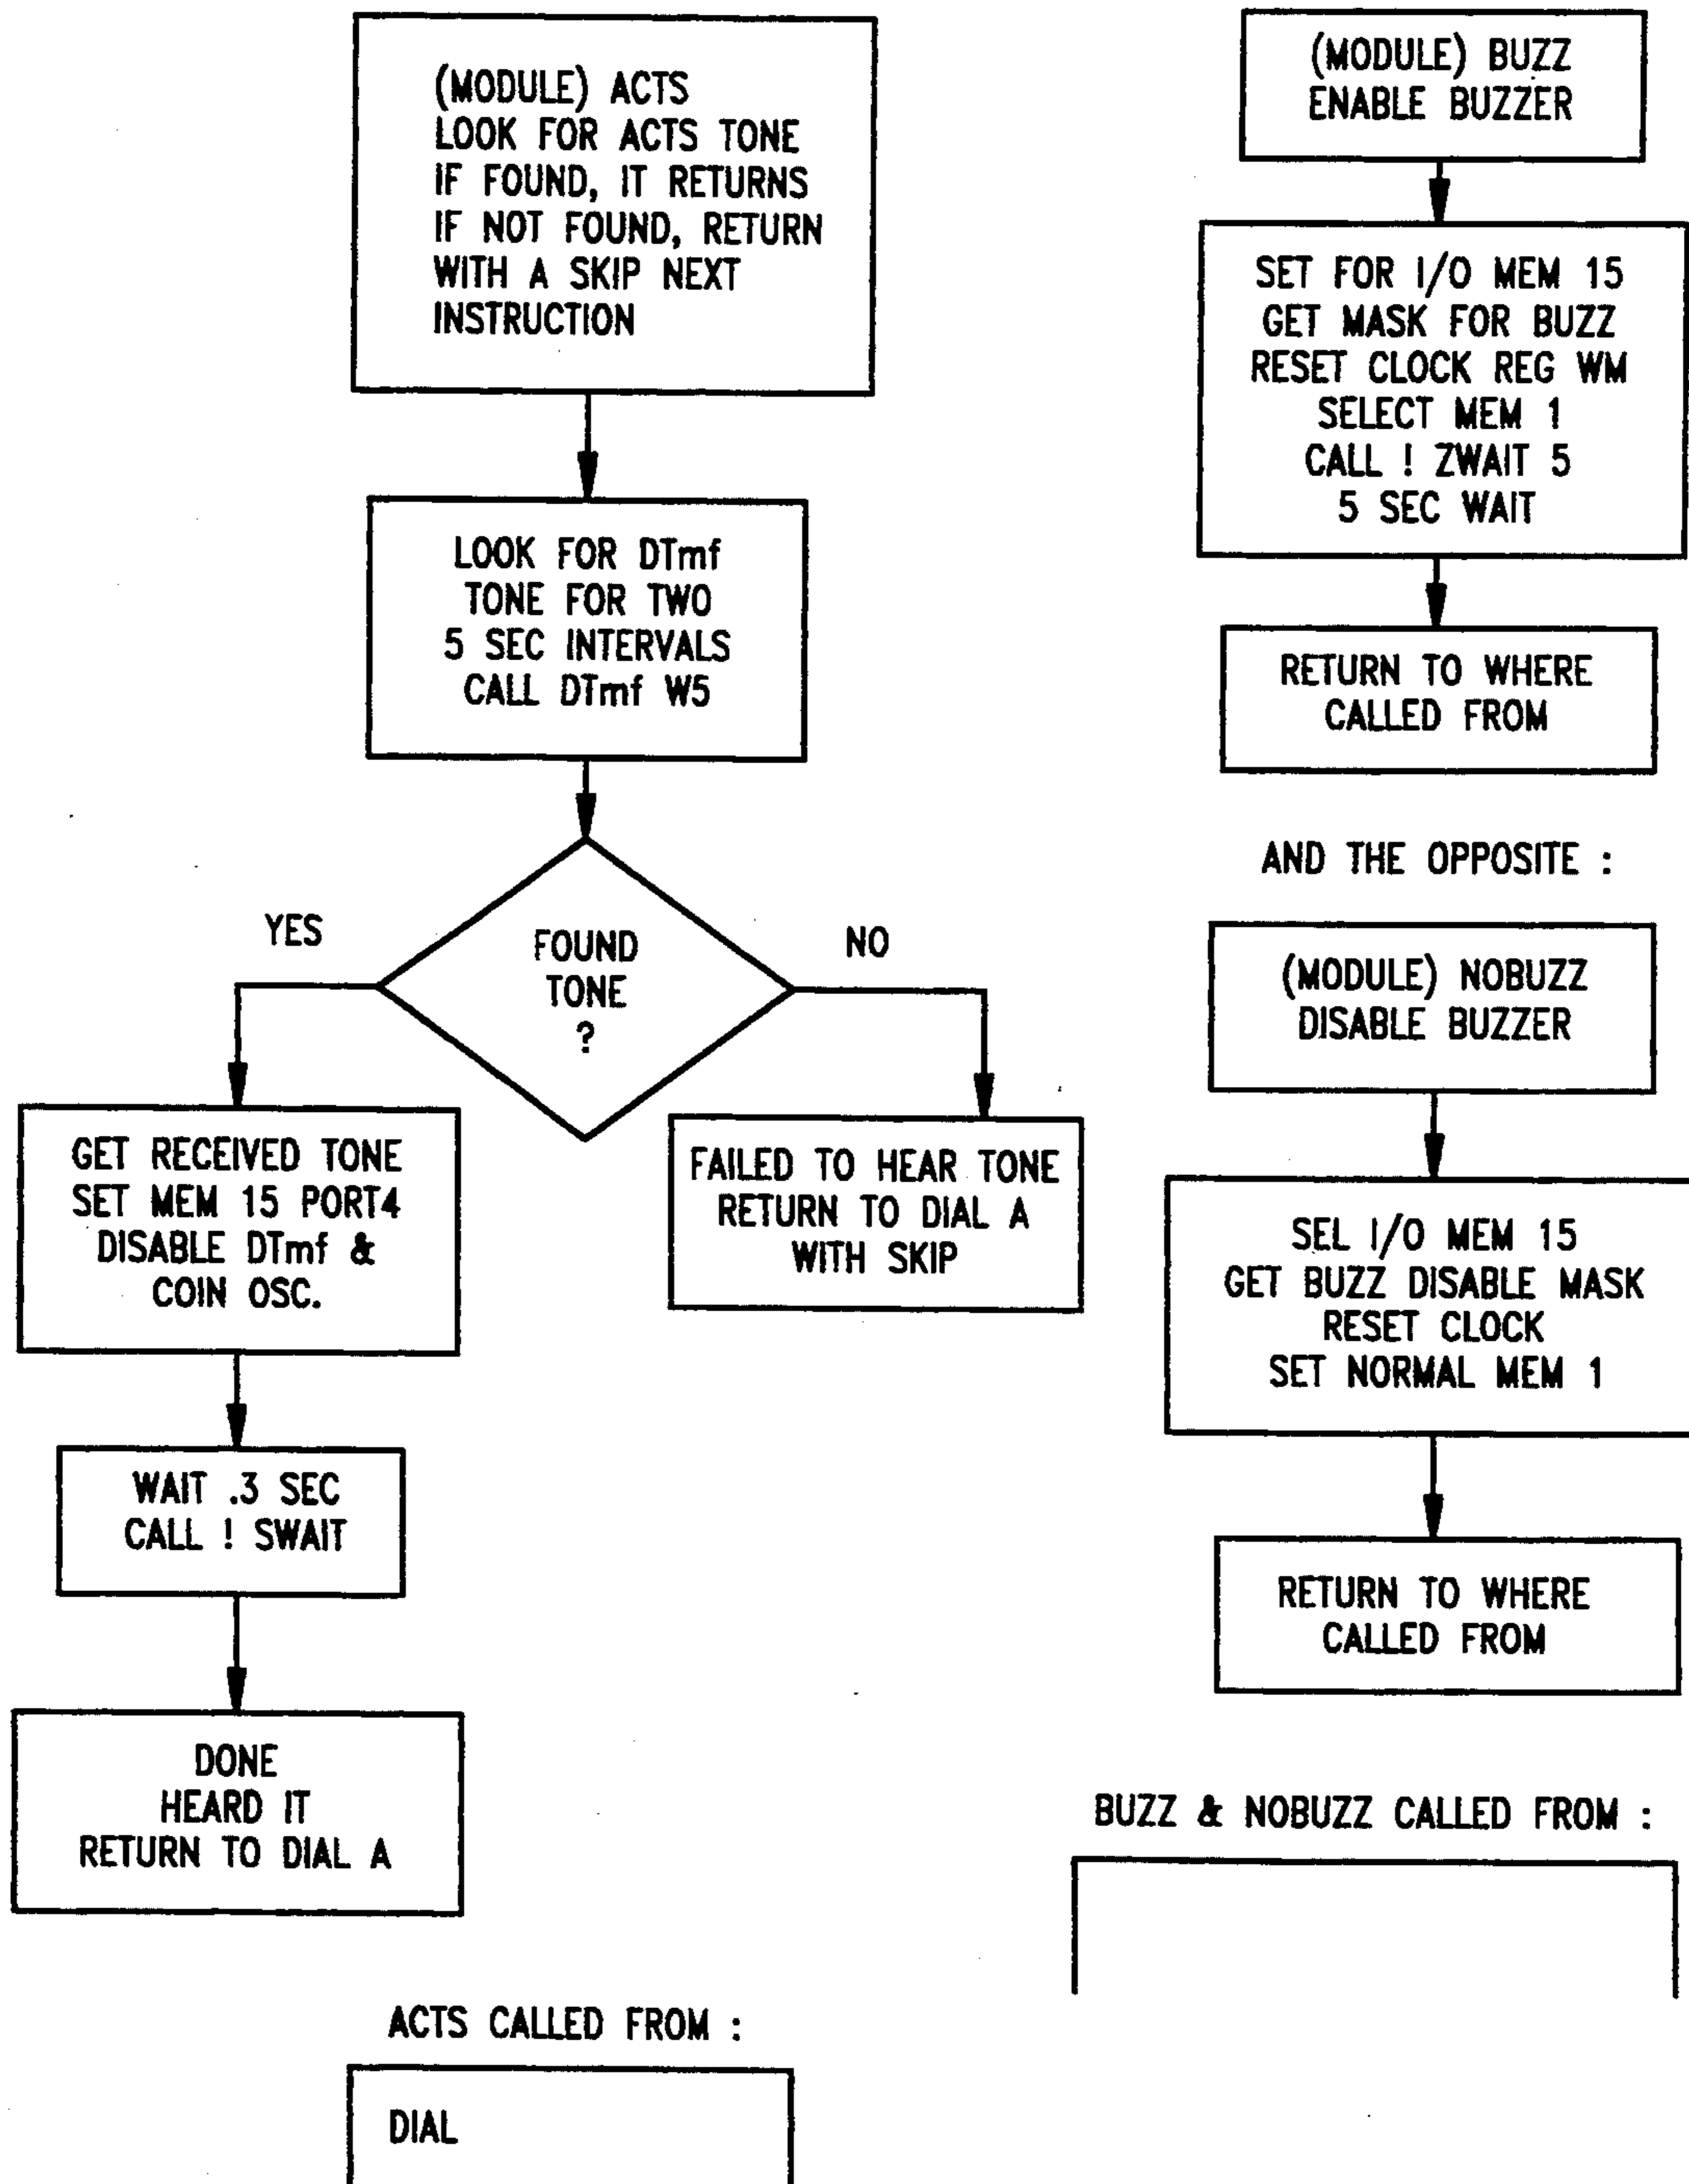 (MODULE) ACTS
LOOK FOR ACTS TONE
IF FOUND, IT RETURNS
IF NOT FOUND, RETURN
WITH A SKIP NEXT
INSTRUCTION
LOOK FOR DTmf
TONE FOR TWO
5 SEC INTERVALS
CALL DTmf W5
YES
FOUND
TONE
?
NO
GET RECEIVED TONE
SET MEM 15 PORT4
DISABLE DTmf &
COIN OSC.
FAILED TO HEAR TONE
RETURN TO DIAL A
WITH SKIP
WAIT .3 SEC
CALL ! SWAIT
DONE
HEARD IT
RETURN TO DIAL A
ACTS CALLED FROM :
DIAL
(MODULE) BUZZ
ENABLE BUZZER
SET FOR I/O MEM 15
GET MASK FOR BUZZ
RESET CLOCK REG WM
SELECT MEM 1
CALL ! ZWAIT 5
5 SEC WAIT
RETURN TO WHERE
CALLED FROM
AND THE OPPOSITE :
(MODULE) NOBUZZ
DISABLE BUZZER
SEL I/O MEM 15
GET BUZZ DISABLE MASK
RESET CLOCK
SET NORMAL MEM 1
RETURN TO WHERE
CALLED FROM
BUZZ & NOBUZZ CALLED FROM :